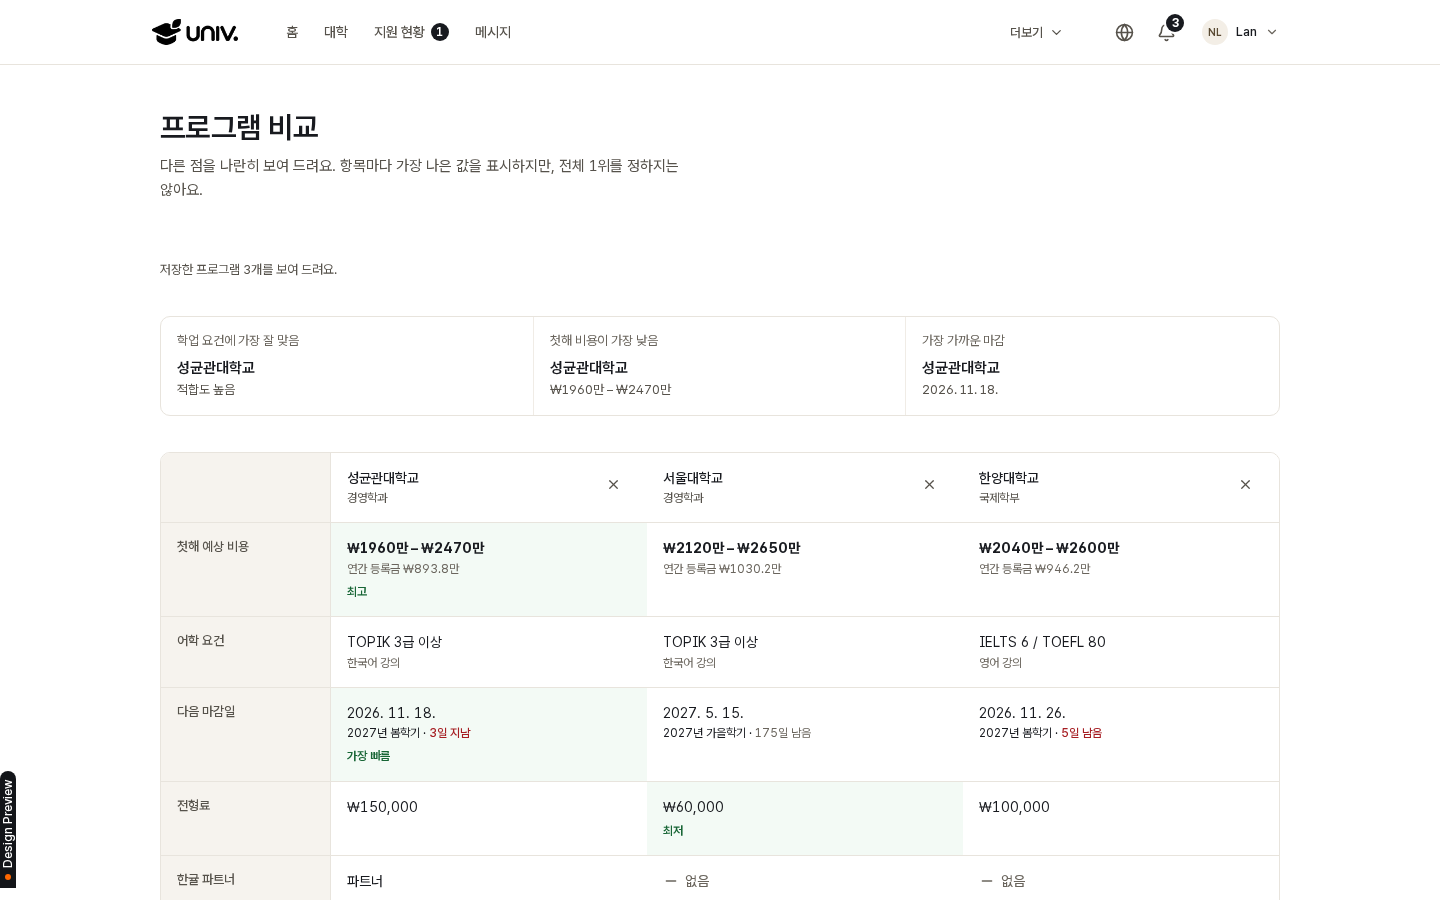 UNIV.
홈
대학
지원 현황 1
메시지
더보기
3
NL
Lan
프로그램 비교
다른 점을 나란히 보여 드려요. 항목마다 가장 나은 값을 표시하지만, 전체 1위를 정하지는
않아요.
저장한 프로그램 3개를 보여 드려요.
학업 요건에 가장 잘 맞음
성균관대학교
적합도 높음
첫해 비용이 가장 낮음
성균관대학교
₩1960만 – ₩2470만
가장 가까운 마감
성균관대학교
2026. 11. 18.
성균관대학교
경영학과
서울대학교
경영학과
한양대학교
국제학부
첫해 예상 비용
₩1960만 – ₩2470만
연간 등록금 ₩893.8만
최고
₩2120만 – ₩2650만
연간 등록금 ₩1030.2만
₩2040만 – ₩2600만
연간 등록금 ₩946.2만
어학 요건
TOPIK 3급 이상
한국어 강의
TOPIK 3급 이상
한국어 강의
IELTS 6 / TOEFL 80
영어 강의
다음 마감일
2026. 11. 18.
2027년 봄학기 · 3일 지남
가장 빠름
2027. 5. 15.
2027년 가을학기 · 175일 남음
2026. 11. 26.
2027년 봄학기 · 5일 남음
전형료
₩150,000
₩60,000
최저
₩100,000
한귤 파트너
파트너
— 없음
— 없음
Design Preview